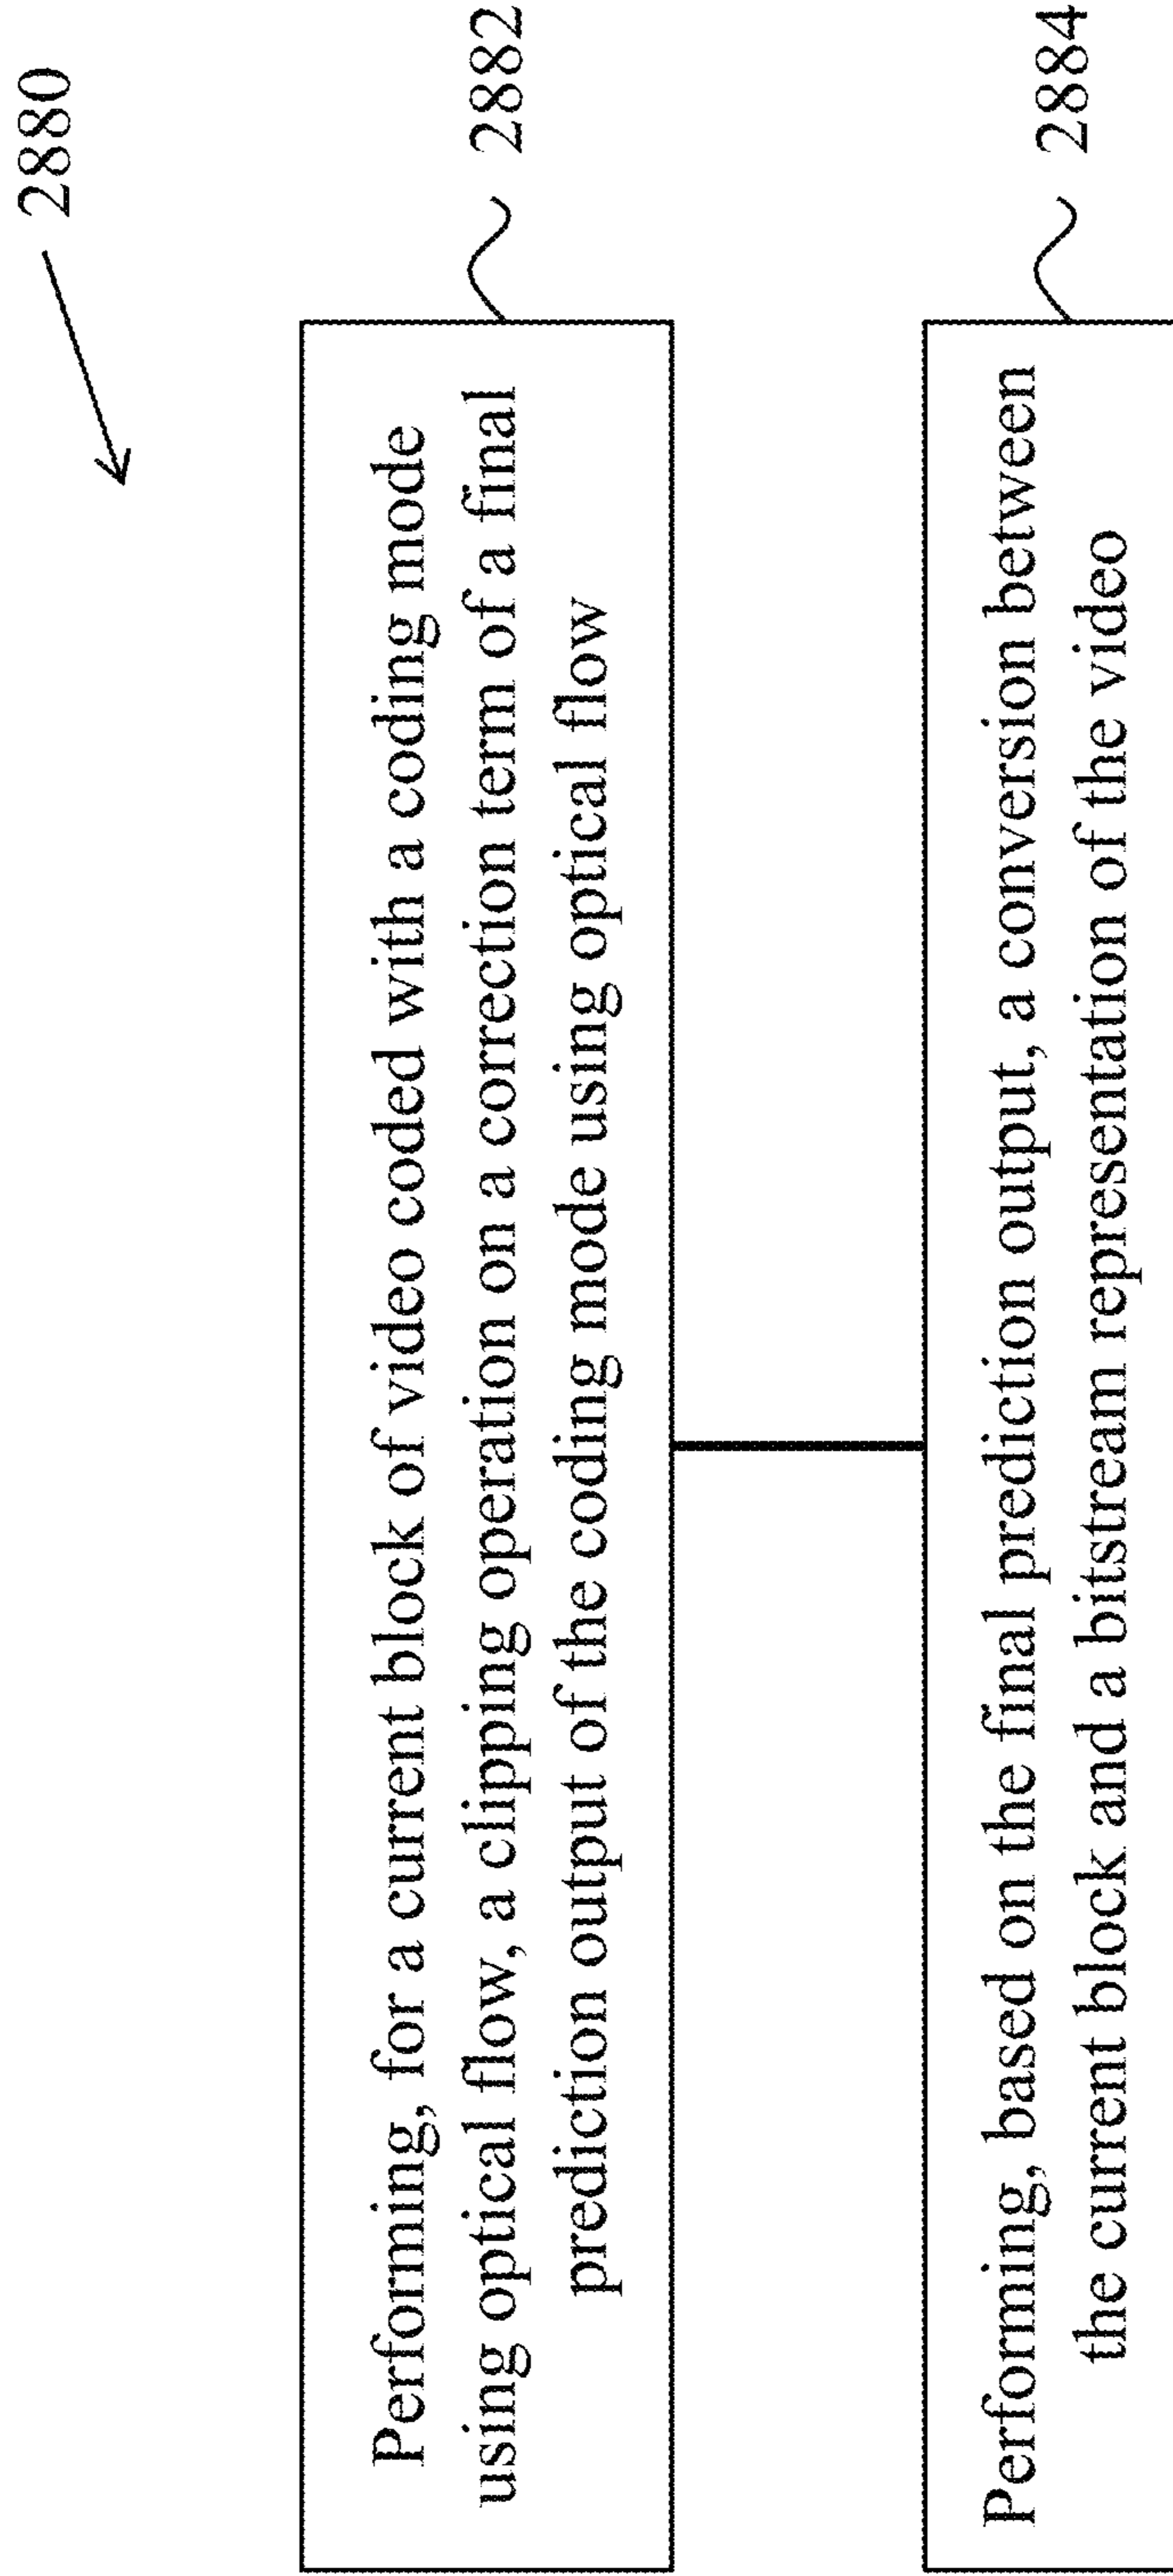 2880
Performing, for a current block of video coded with a coding mode
using optical flow, a clipping operation on a correction term of a final
prediction output of the coding mode using optical flow
2882
Performing, based on the final prediction output, a conversion between
the current block and a bitstream representation of the video
2884